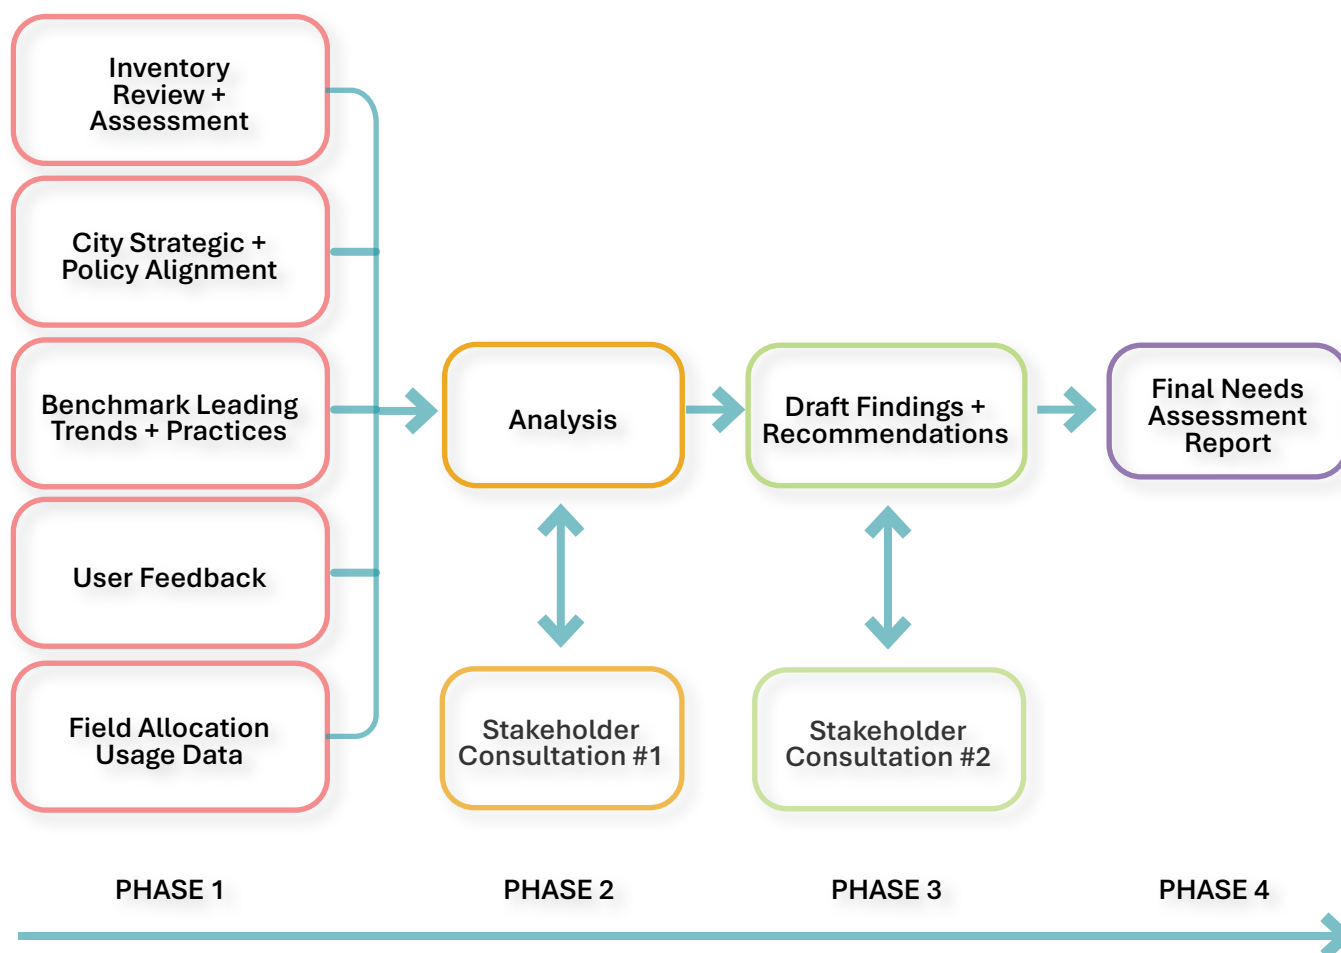 Inventory
Review +
Assessment
City Strategic +
Policy Alignment
Benchmark Leading
Trends + Practices
User Feedback
Field Allocation
Usage Data
Analysis
Stakeholder
Consultation #1
Draft Findings +
Recommendations
Stakeholder
Consultation #2
Final Needs
Assessment
Report
PHASE 1
PHASE 2
PHASE 3
PHASE 4